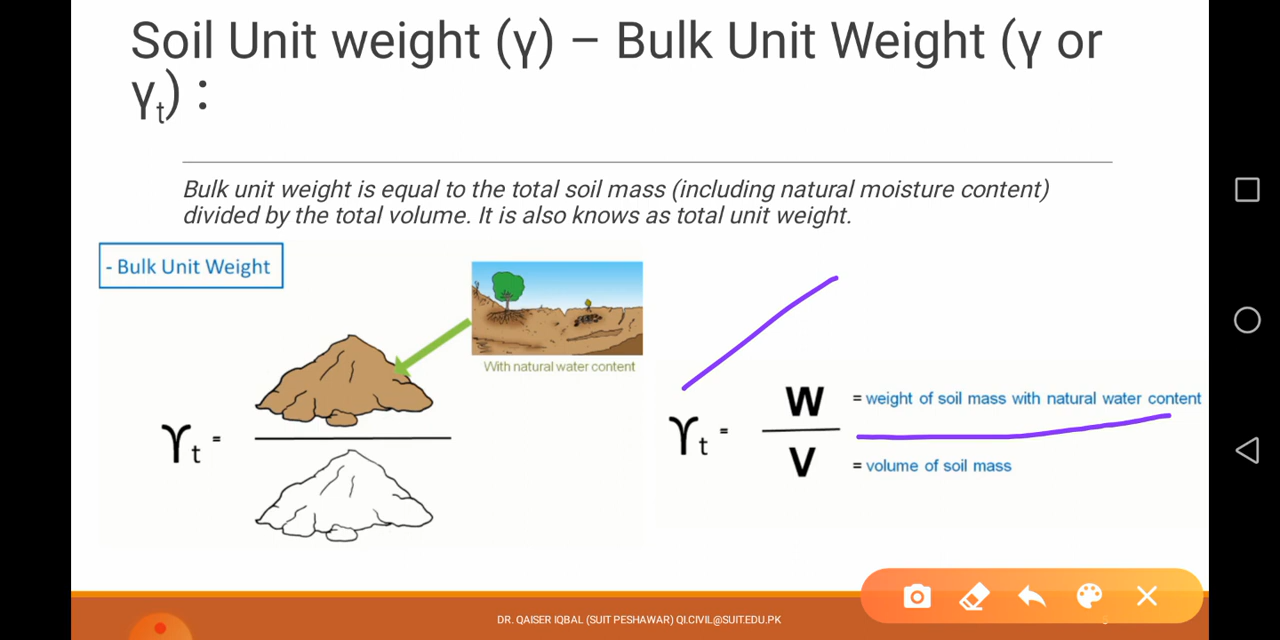 Soil Unit weight (γ) – Bulk Unit Weight (γ or
γt) :
Bulk unit weight is equal to the total soil mass (including natural moisture content)
divided by the total volume. It is also knows as total unit weight.
- Bulk Unit Weight
With natural water content
γt =
γt = W / V
= weight of soil mass with natural water content
= volume of soil mass
DR. QAISER IQBAL (SUIT PESHAWAR) QI.CIVIL@SUIT.EDU.PK